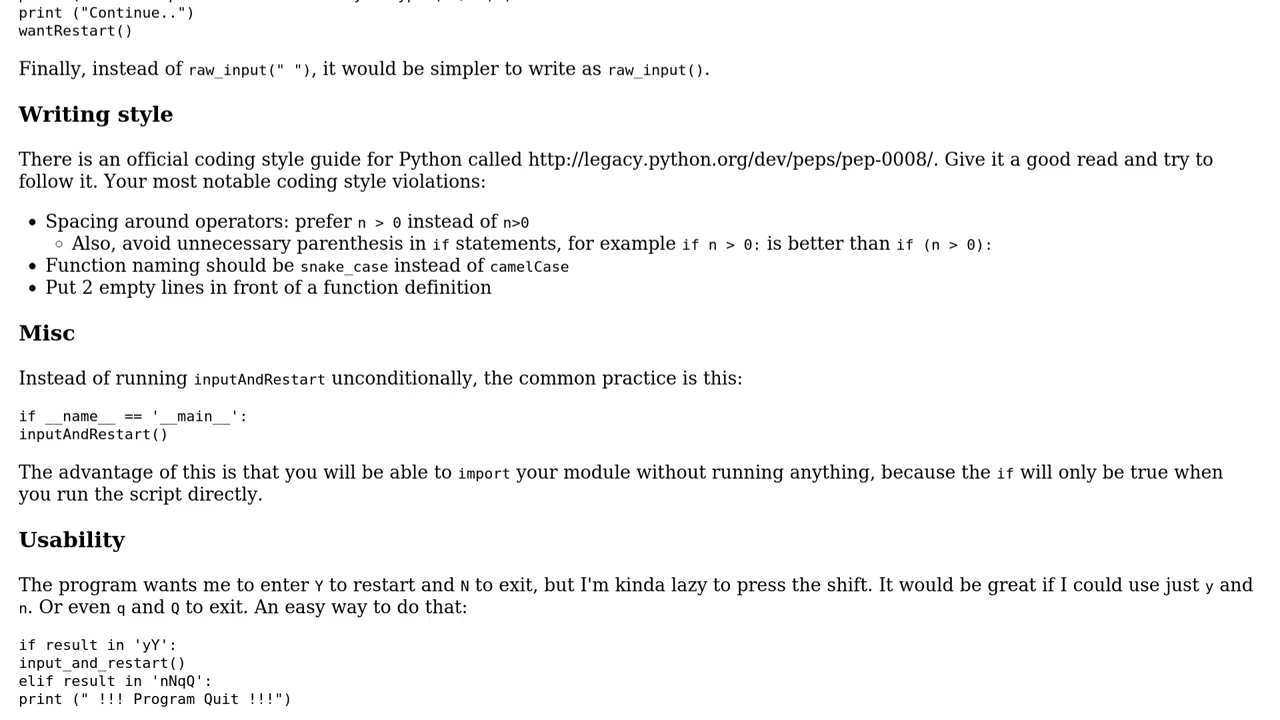 print ("Continue..")
wantRestart()
Finally, instead of raw_input(" "), it would be simpler to write as raw_input().
Writing style
There is an official coding style guide for Python called http://legacy.python.org/dev/peps/pep-0008/. Give it a good read and try to
follow it. Your most notable coding style violations:
• Spacing around operators: prefer n > 0 instead of n>0
◦ Also, avoid unnecessary parenthesis in if statements, for example if n > 0: is better than if (n > 0):
• Function naming should be snake_case instead of camelCase
• Put 2 empty lines in front of a function definition
Misc
Instead of running inputAndRestart unconditionally, the common practice is this:
if __name__ == '__main__':
inputAndRestart()
The advantage of this is that you will be able to import your module without running anything, because the if will only be true when
you run the script directly.
Usability
The program wants me to enter Y to restart and N to exit, but I'm kinda lazy to press the shift. It would be great if I could use just y and
n. Or even q and Q to exit. An easy way to do that:
if result in 'yY':
input_and_restart()
elif result in 'nNqQ':
print (" !!! Program Quit !!!")